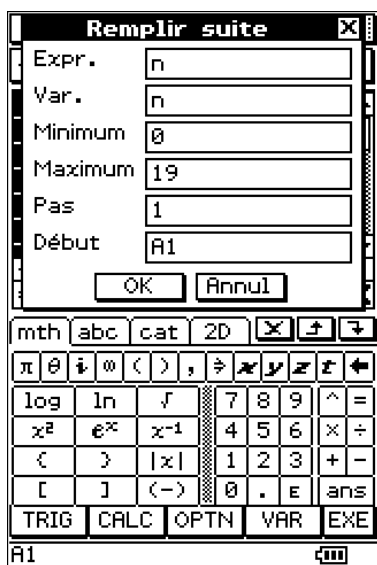 Remplir suite
Expr. n
Var. n
Minimum 0
Maximum 19
Pas 1
Début A1
OK Annul
mth abc cat 2D
π θ i ∞ ( ) , ⇒ x y z t ←
log ln √ 7 8 9 ^ =
x² eˣ x⁻¹ 4 5 6 × ÷
{ } |x| 1 2 3 + −
[ ] (−) 0 . E ans
TRIG CALC OPTN VAR EXE
A1